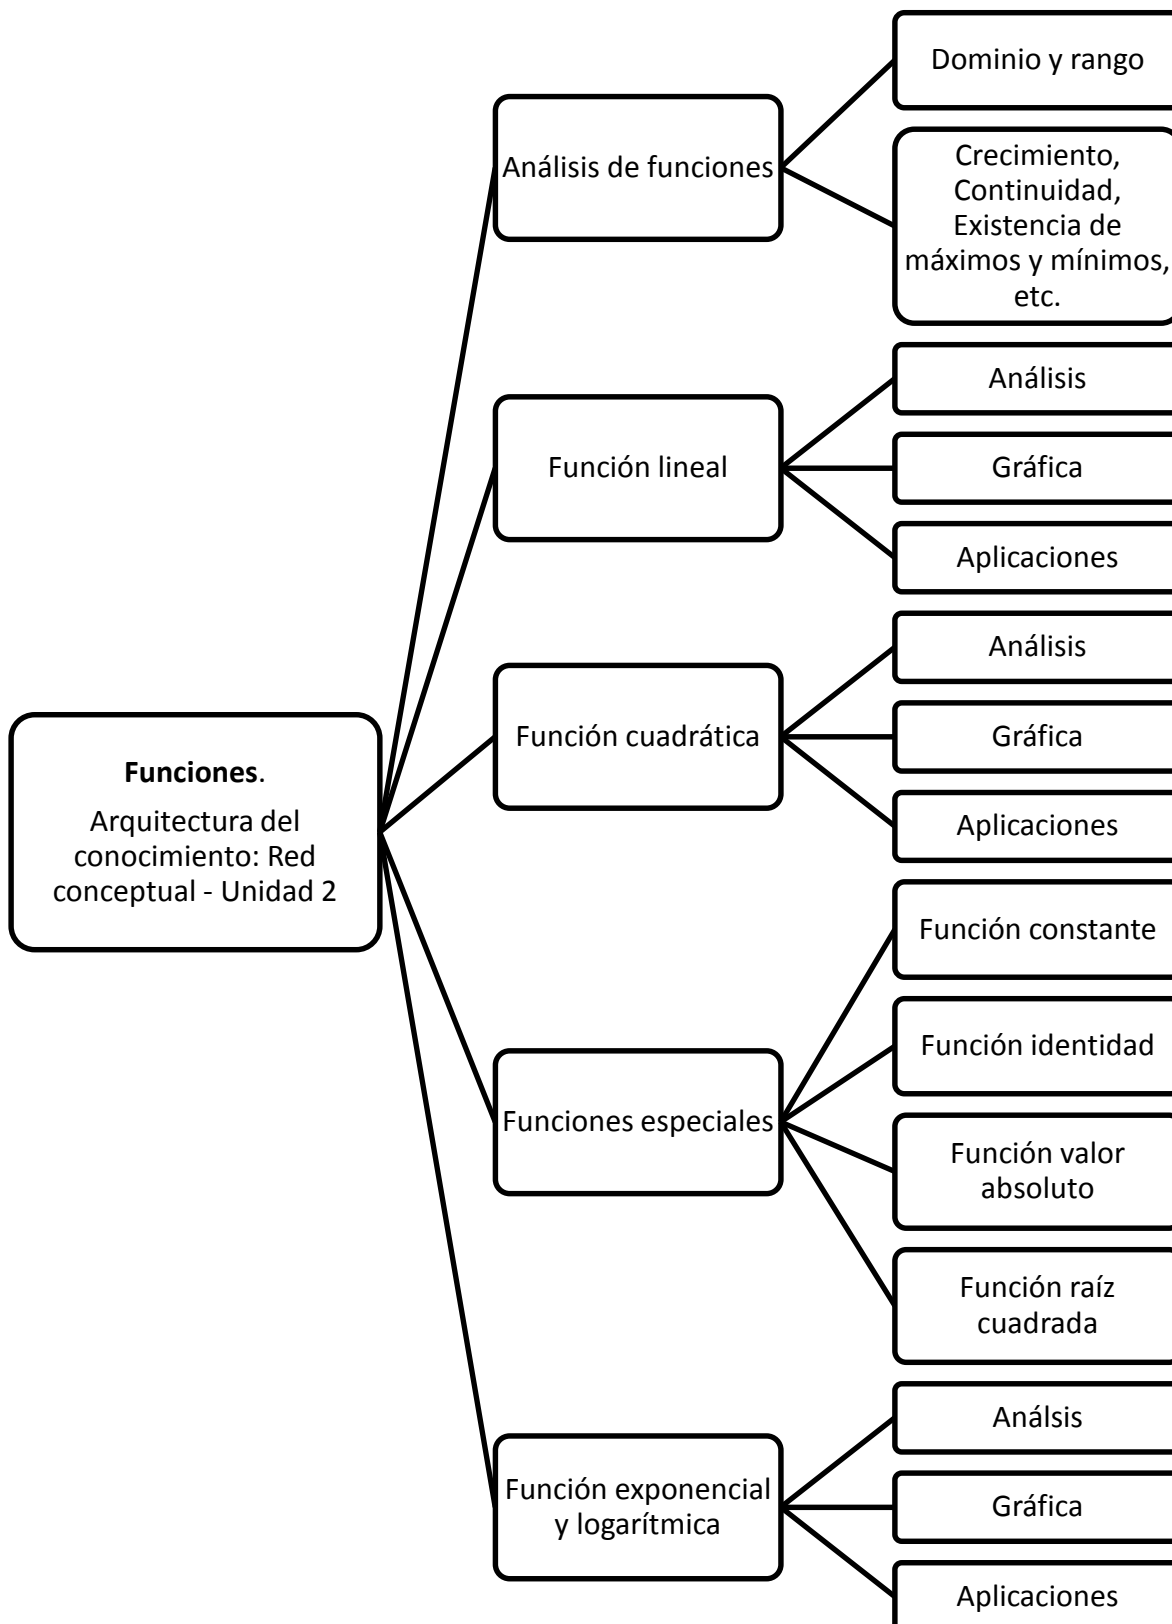 Funciones.
Arquitectura del
conocimiento: Red
conceptual - Unidad 2
Análisis de funciones
Dominio y rango
Crecimiento,
Continuidad,
Existencia de
máximos y mínimos,
etc.
Función lineal
Análisis
Gráfica
Aplicaciones
Función cuadrática
Análisis
Gráfica
Aplicaciones
Funciones especiales
Función constante
Función identidad
Función valor
absoluto
Función raíz
cuadrada
Función exponencial
y logarítmica
Análsis
Gráfica
Aplicaciones